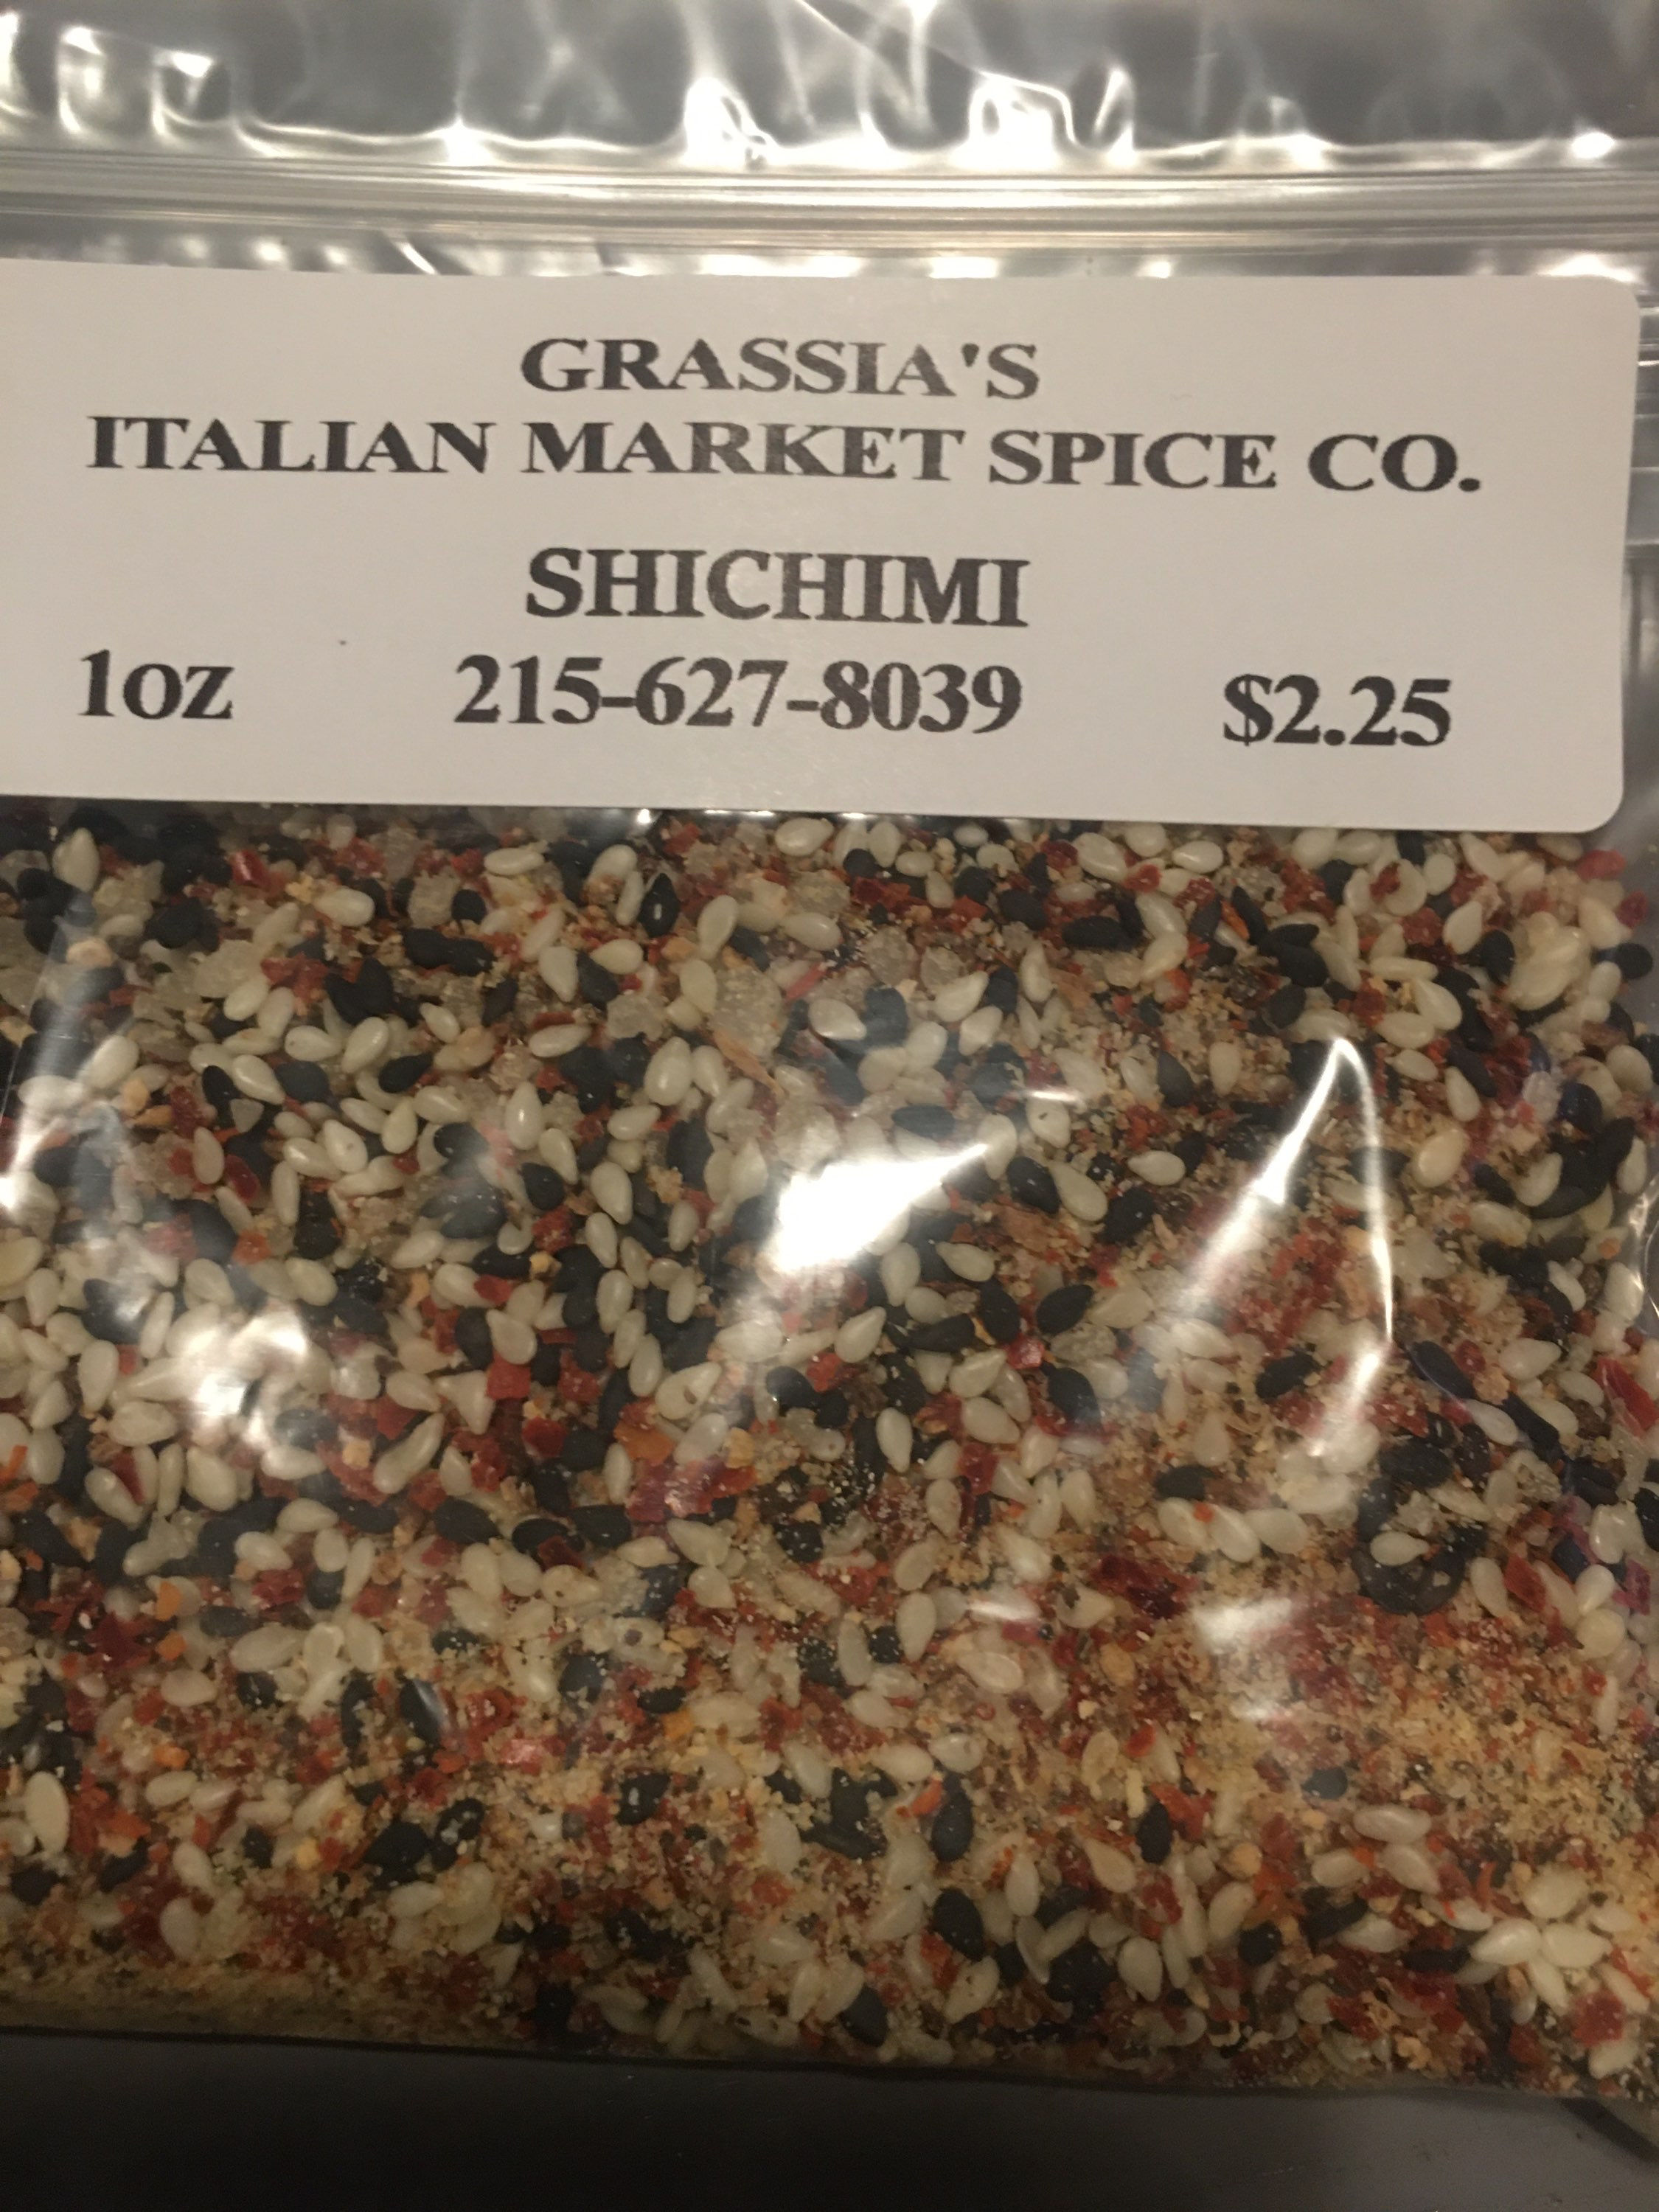 GRASSIA'S
ITALIAN MARKET SPICE CO.
SHICHIMI
1oz 215-627-8039 $2.25